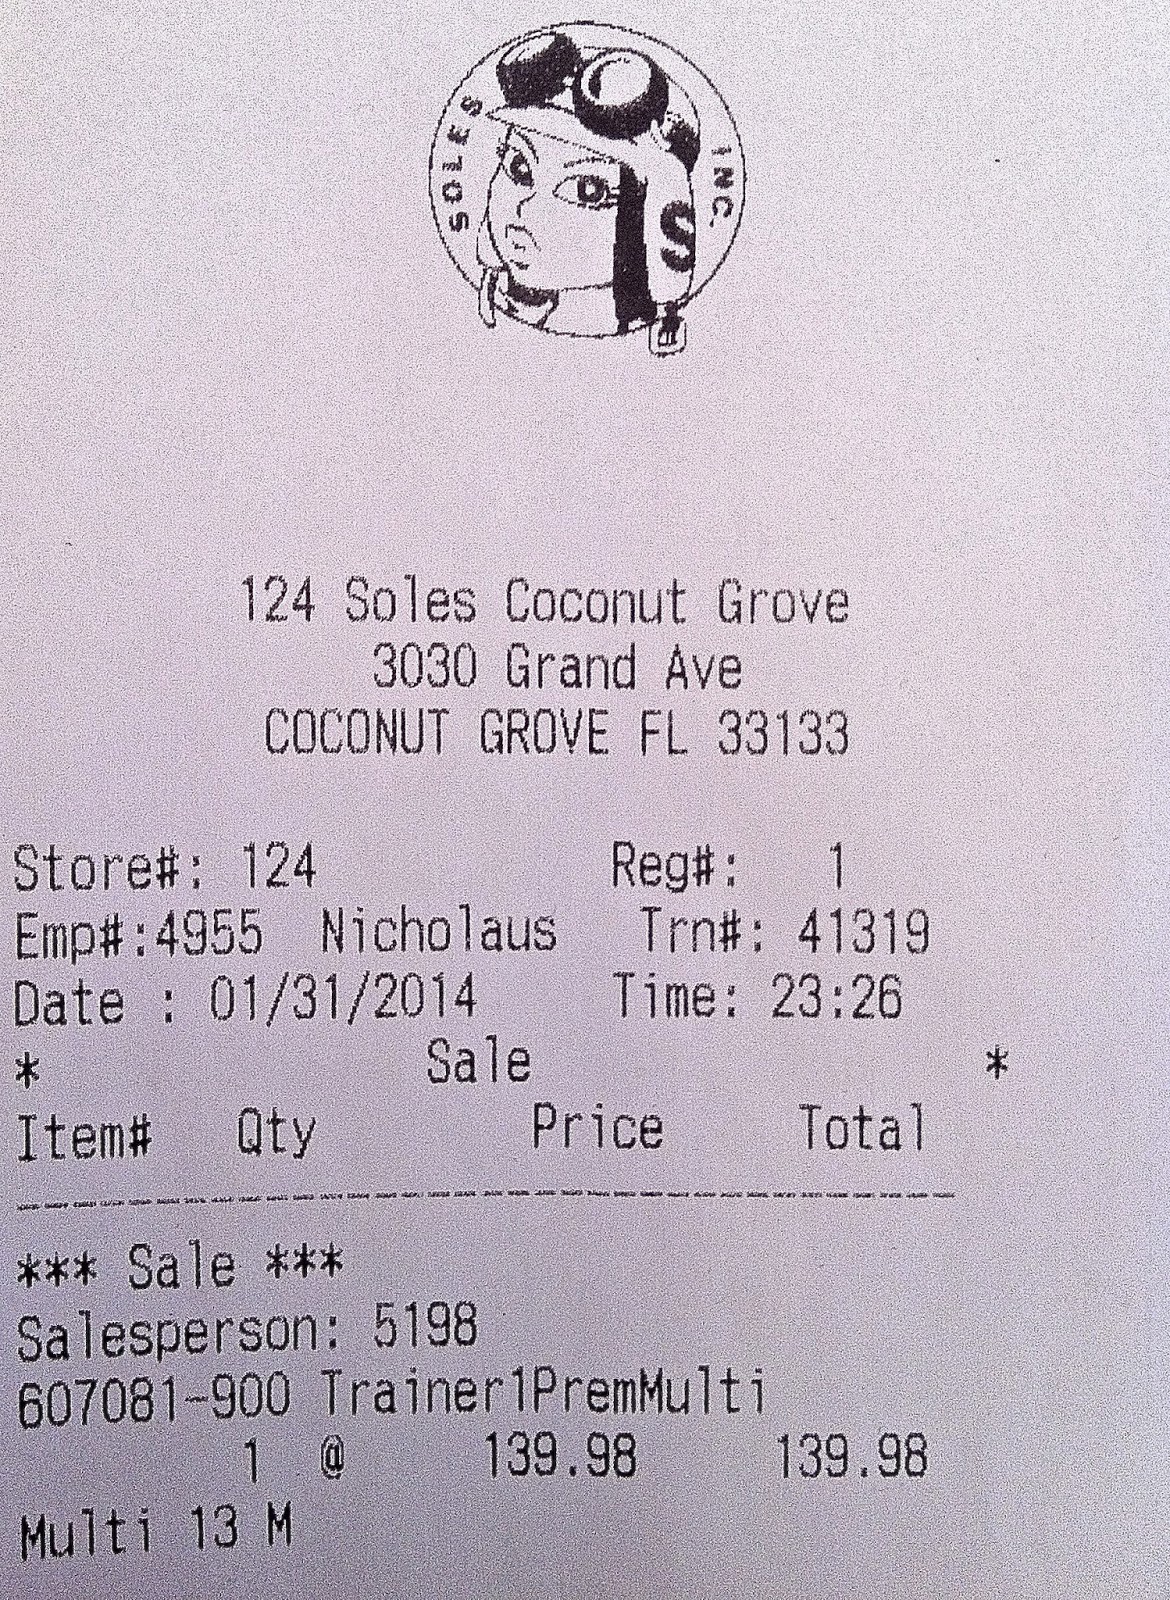 SOLES INC.
S
124 Soles Coconut Grove
3030 Grand Ave
COCONUT GROVE FL 33133
Store#: 124 Reg#: 1
Emp#:4955 Nicholaus Trn#: 41319
Date : 01/31/2014 Time: 23:26
* Sale *
Item# Qty Price Total
--------------------------------------
*** Sale ***
Salesperson: 5198
607081-900 Trainer1PremMulti
1 @ 139.98 139.98
Multi 13 M